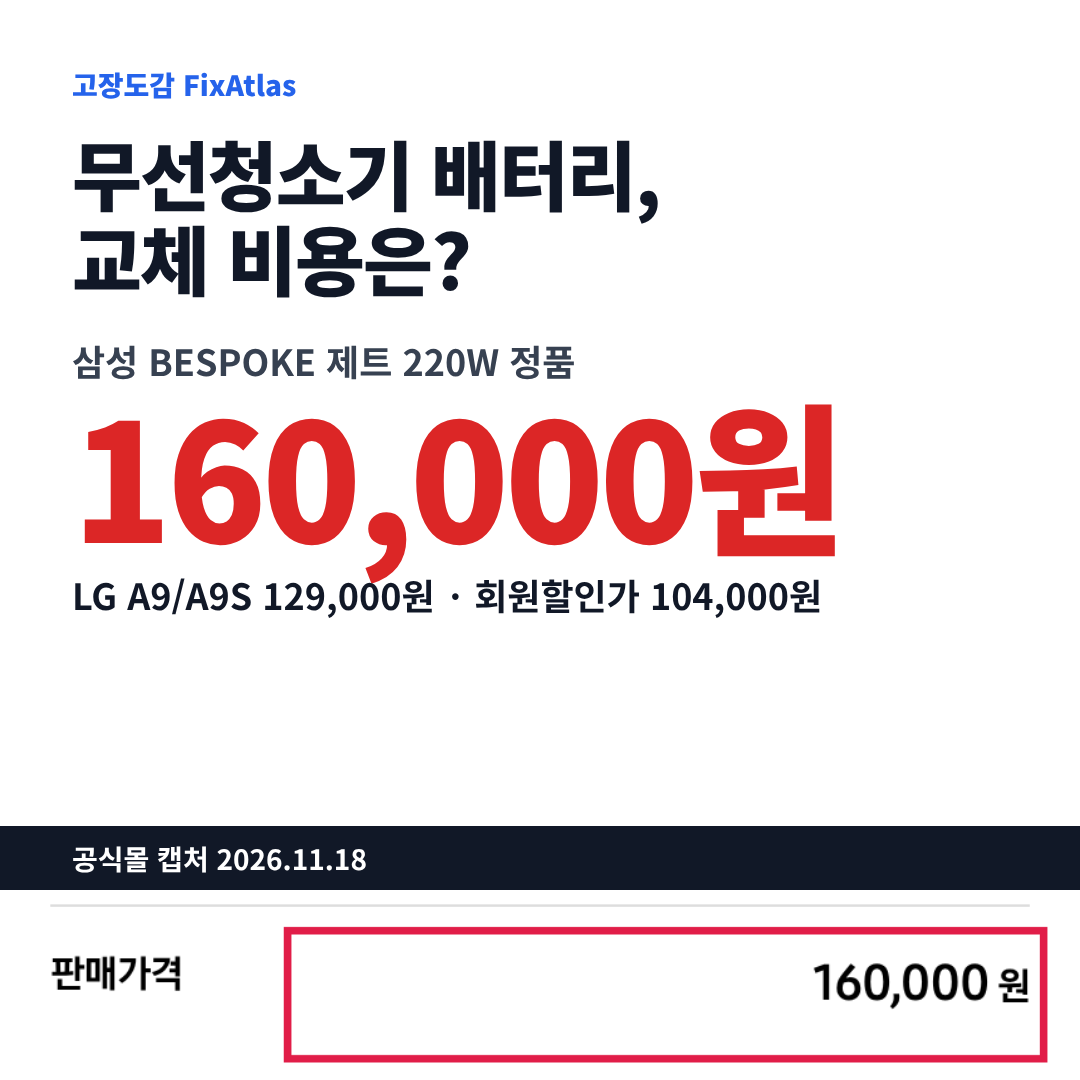 고장도감 FixAtlas
무선청소기 배터리,
교체 비용은?
삼성 BESPOKE 제트 220W 정품
160,000원
LG A9/A9S 129,000원 · 회원할인가 104,000원
공식몰 캡처 2026.11.18
판매가격 160,000 원